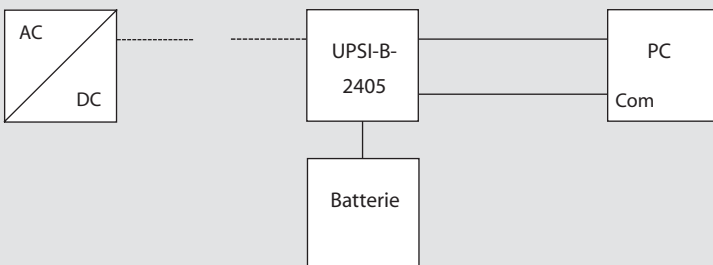 AC
DC
UPSI-B-
2405
PC
Com
Batterie